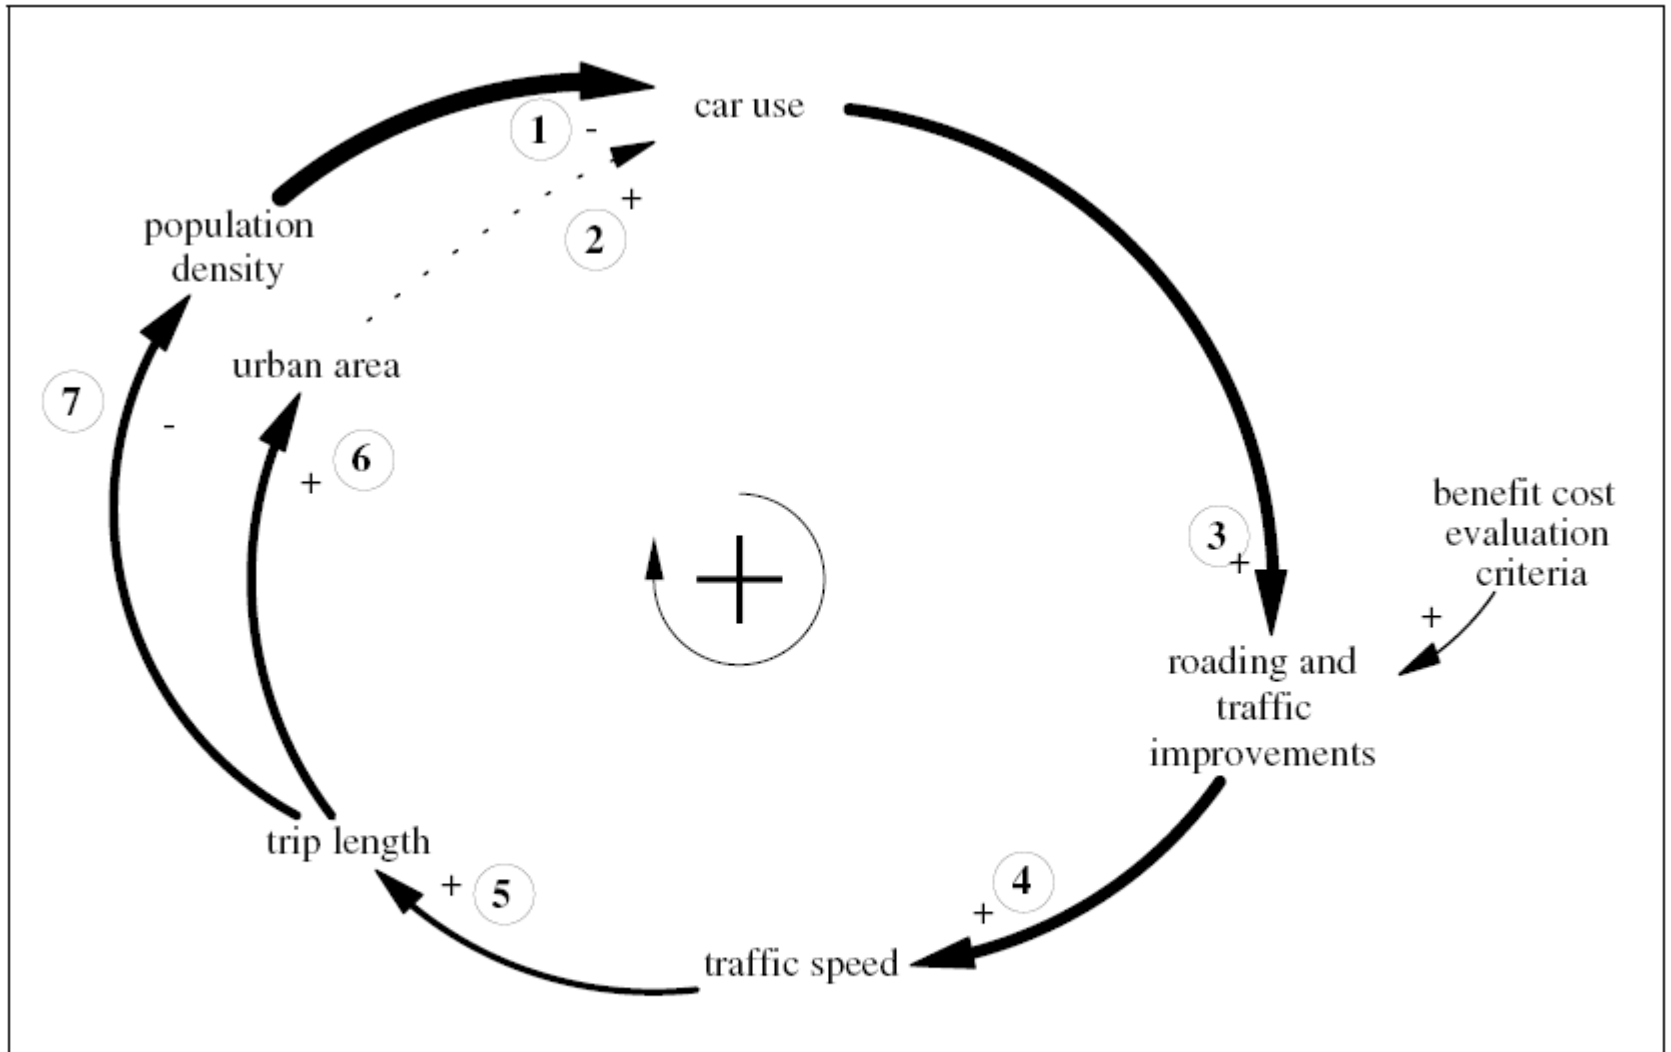 car use
1 -
+
2
population
density
urban area
7
-
6
+
3
+
benefit cost
evaluation
criteria
+
+
roading and
traffic
improvements
trip length
+ 5
4
+
traffic speed